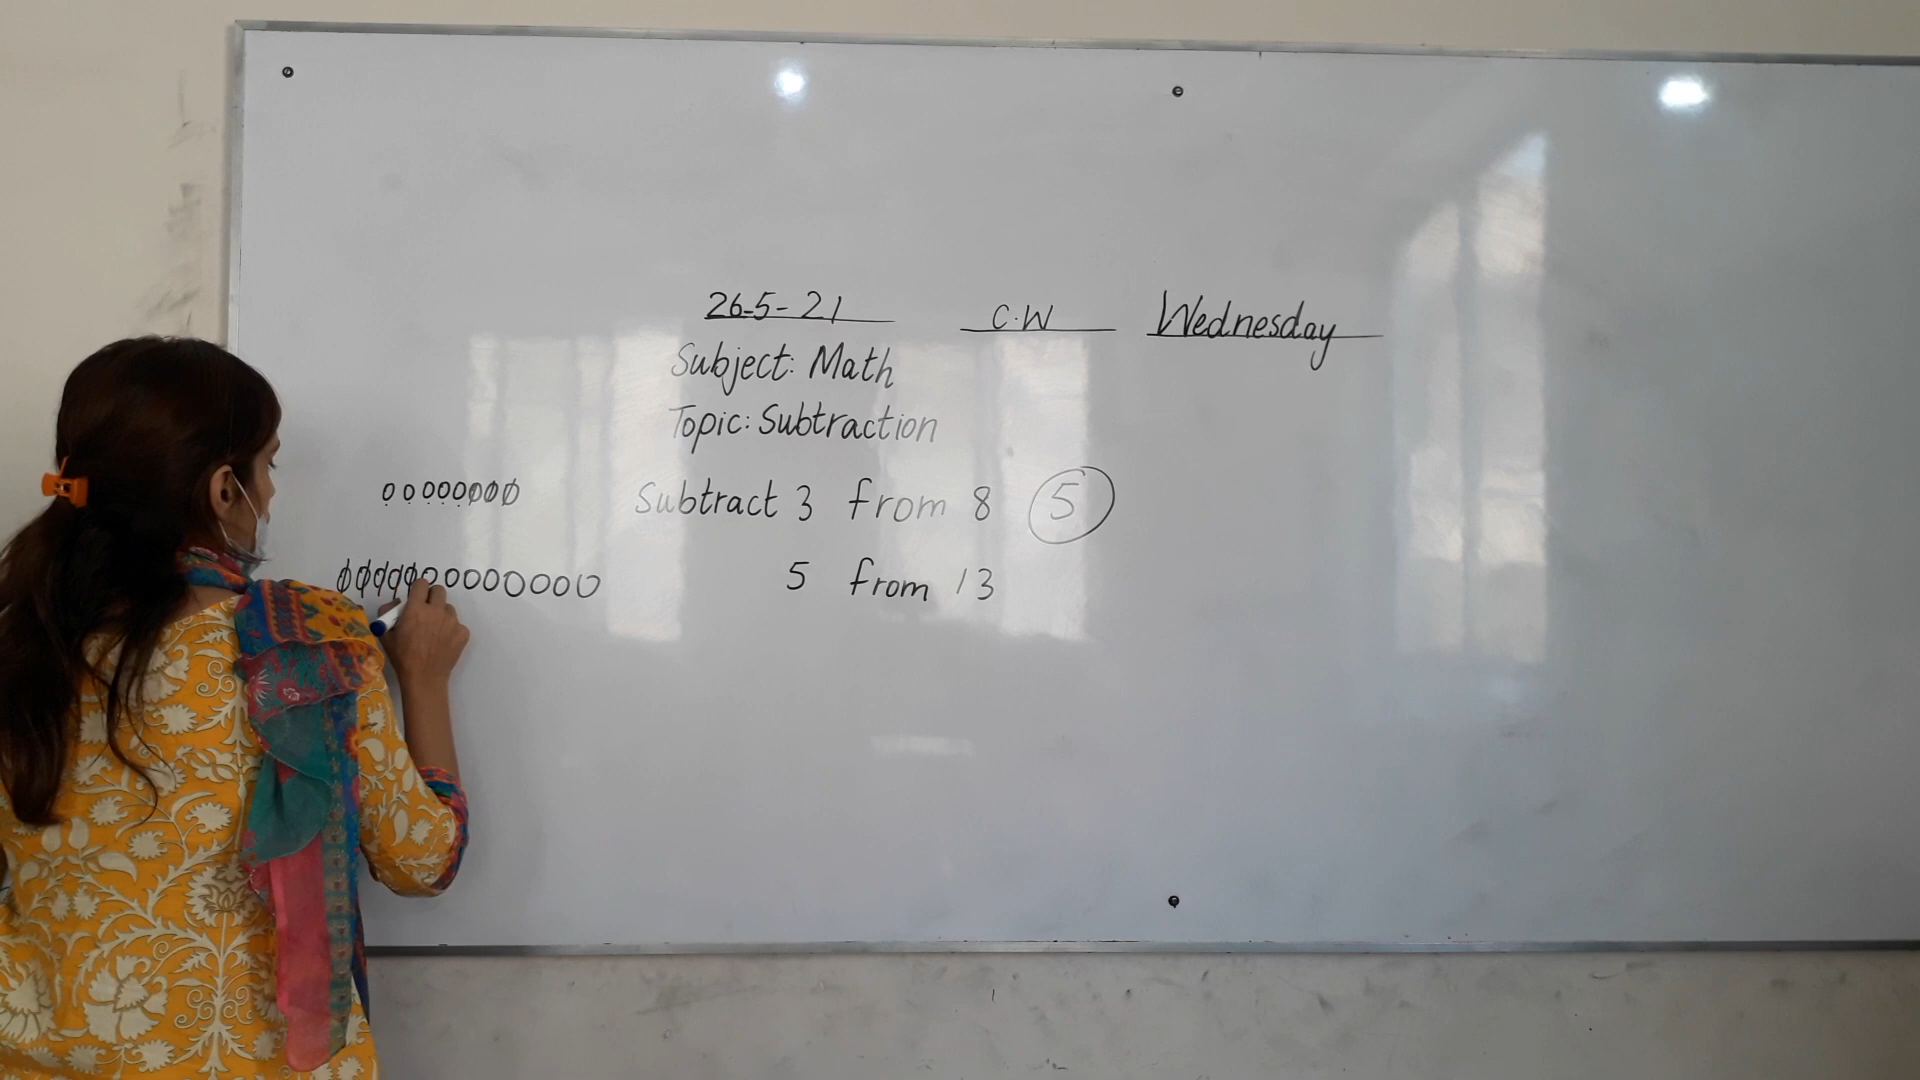 26-5-21 C.W Wednesday
Subject: Math
Topic: Subtraction
Subtract 3 from 8 5
5 from 13